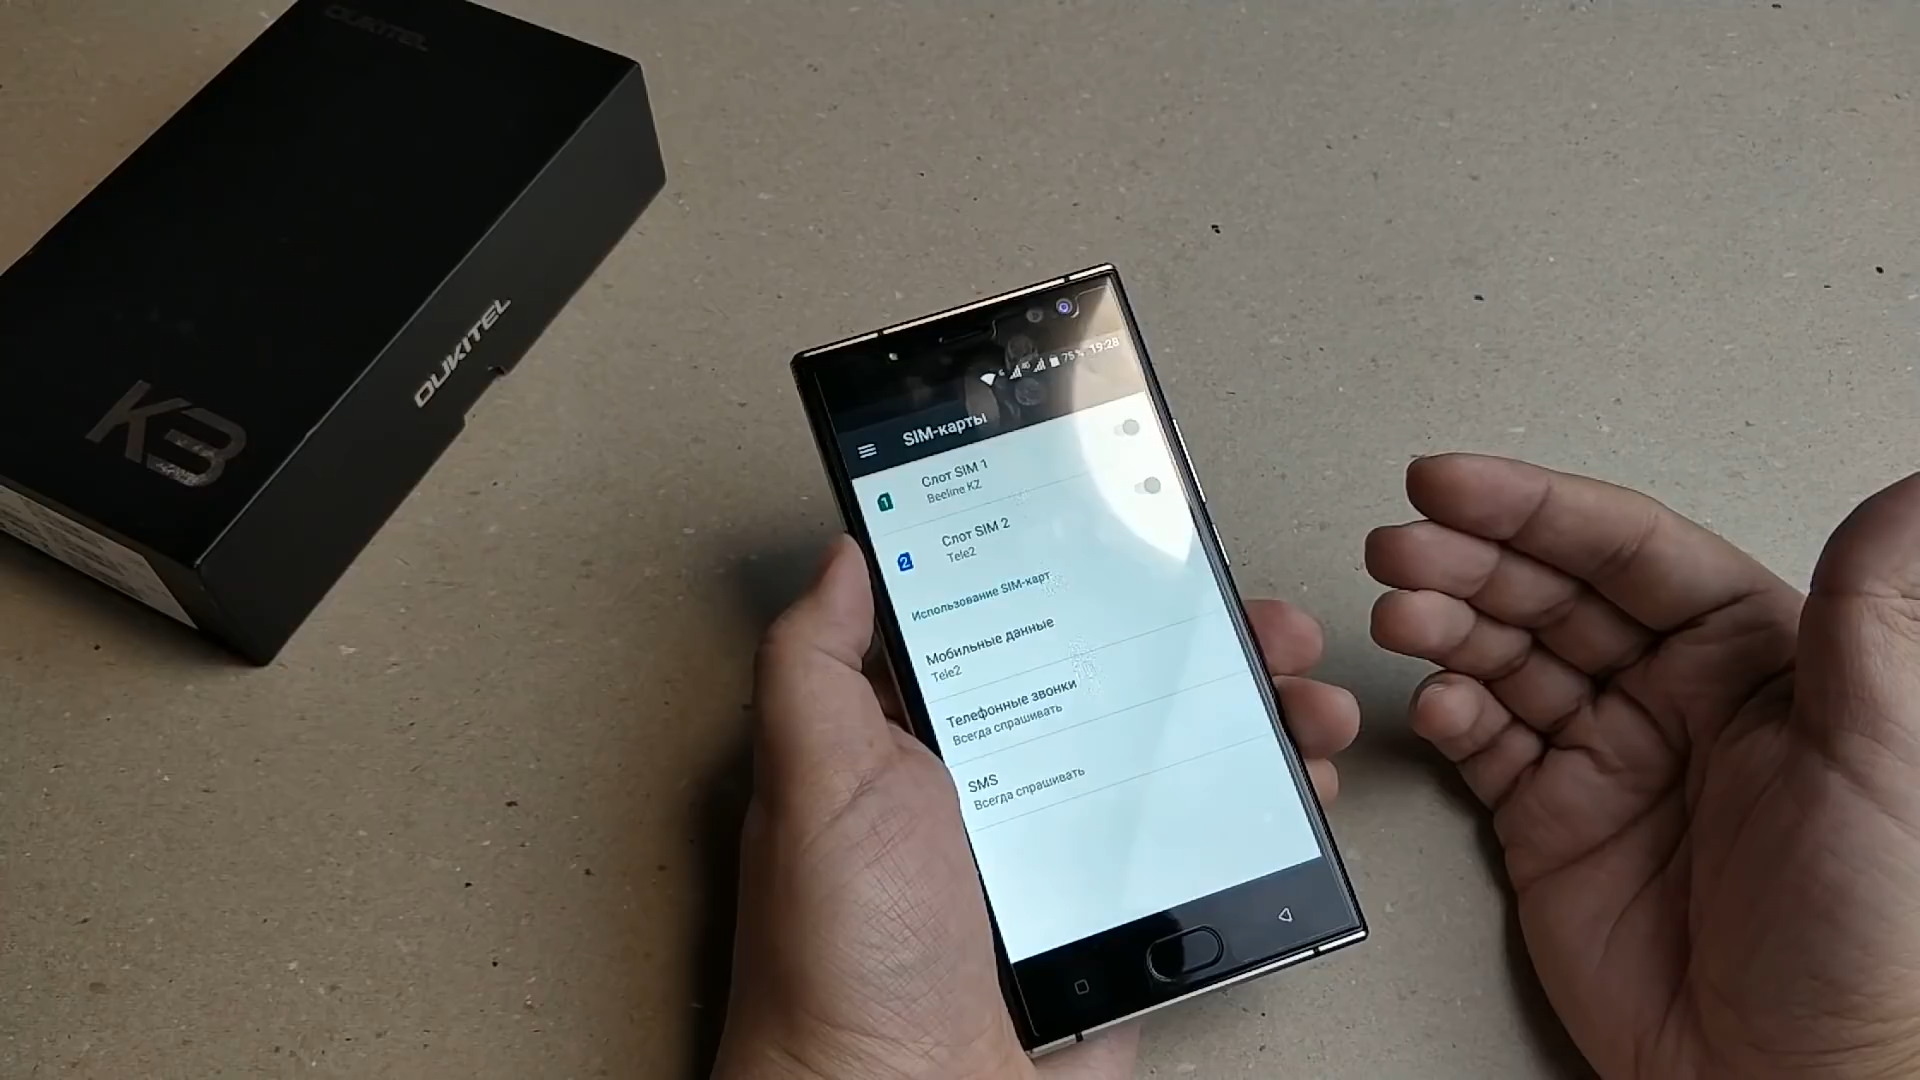 OUKITEL
K3
OUKITEL
75% 19:28
SIM-карты
Слот SIM 1
Beeline KZ
Слот SIM 2
Tele2
Использование SIM-карт
Мобильные данные
Tele2
Телефонные звонки
Всегда спрашивать
SMS
Всегда спрашивать